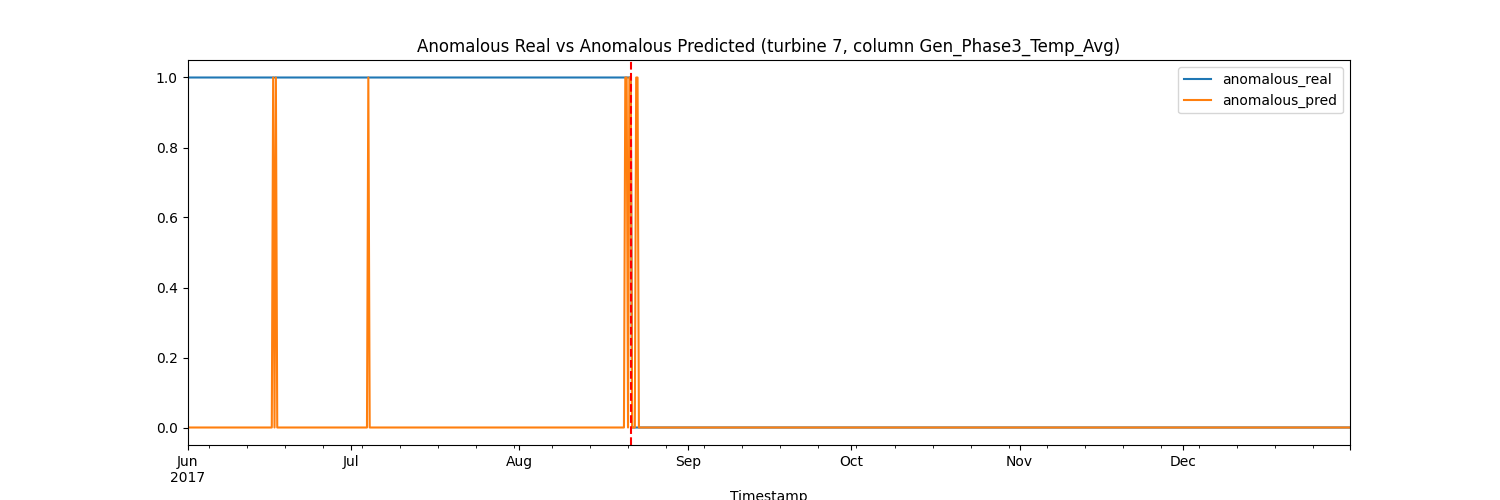 Anomalous Real vs Anomalous Predicted (turbine 7, column Gen_Phase3_Temp_Avg)
1.0
0.8
0.6
0.4
0.2
0.0
anomalous_real
anomalous_pred
Jun Jul Aug Sep Oct Nov Dec
2017
Timestamp